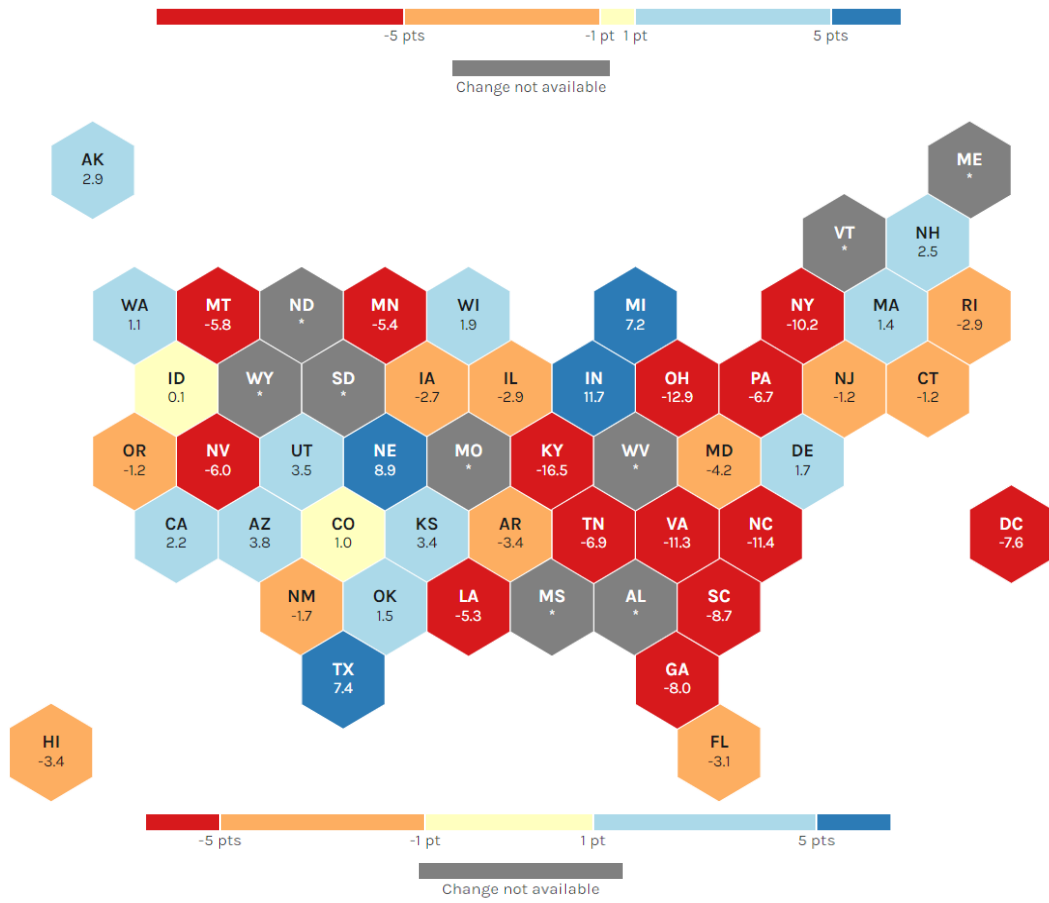 -5 pts -1 pt 1 pt 5 pts
Change not available
AK ME
2.9 *
VT NH
* 2.5
WA MT ND MN WI MI NY MA RI
1.1 -5.8 * -5.4 1.9 7.2 -10.2 1.4 -2.9
ID WY SD IA IL IN OH PA NJ CT
0.1 * * -2.7 -2.9 11.7 -12.9 -6.7 -1.2 -1.2
OR NV UT NE MO KY WV MD DE
-1.2 -6.0 3.5 8.9 * -16.5 * -4.2 1.7
CA AZ CO KS AR TN VA NC DC
2.2 3.8 1.0 3.4 -3.4 -6.9 -11.3 -11.4 -7.6
NM OK LA MS AL SC
-1.7 1.5 -5.3 * * -8.7
TX GA
7.4 -8.0
HI FL
-3.4 -3.1
-5 pts -1 pt 1 pt 5 pts
Change not available